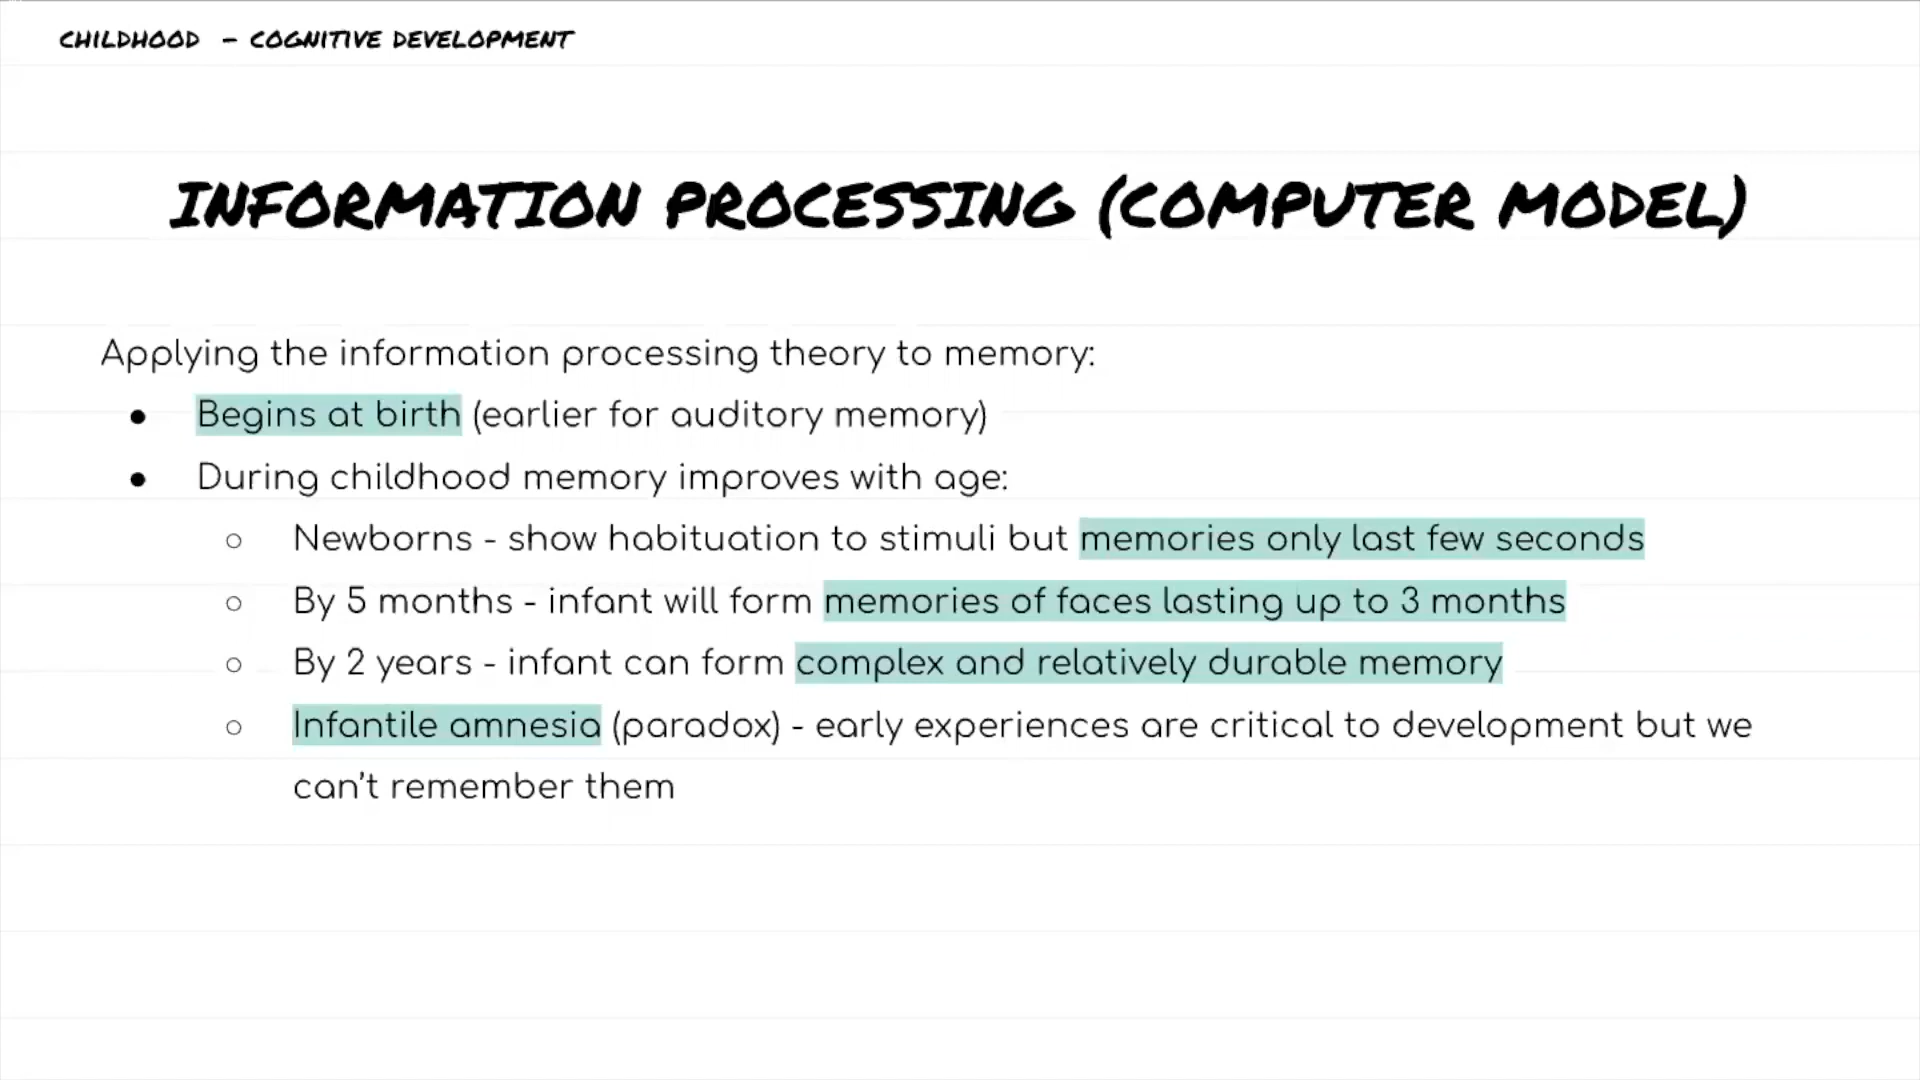 CHILDHOOD - COGNITIVE DEVELOPMENT
INFORMATION PROCESSING (COMPUTER MODEL)
Applying the information processing theory to memory:
● Begins at birth (earlier for auditory memory)
● During childhood memory improves with age:
○ Newborns - show habituation to stimuli but memories only last few seconds
○ By 5 months - infant will form memories of faces lasting up to 3 months
○ By 2 years - infant can form complex and relatively durable memory
○ Infantile amnesia (paradox) - early experiences are critical to development but we
can't remember them